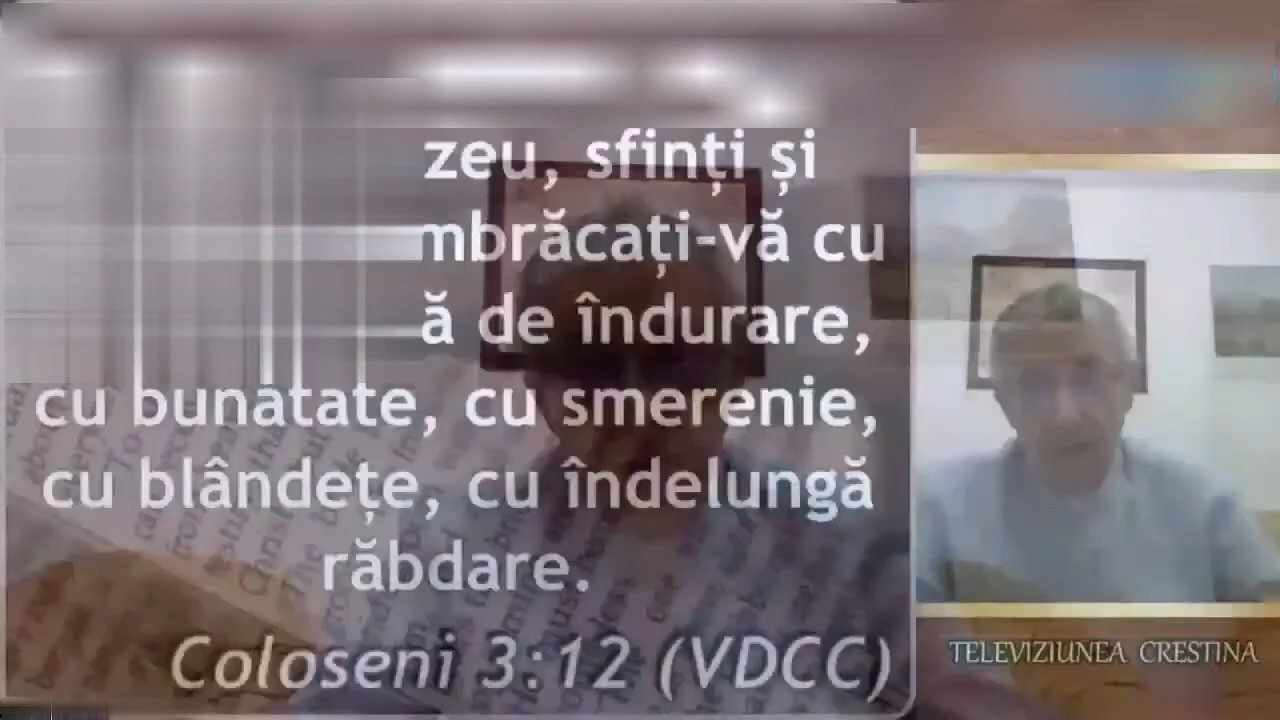 zeu, sfinți și
mbrăcați-vă cu
ă de îndurare,
cu bunatate, cu smerenie,
cu blândețe, cu îndelungă
răbdare.
Coloseni 3:12 (VDCC)
TELEVIZIUNEA CRESTINA